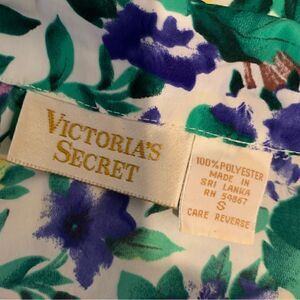 VICTORIA'S
SECRET
100% POLYESTER
MADE IN
SRI LANKA
RN 54867
S
CARE REVERSE